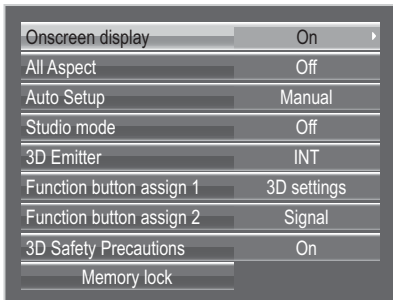 Onscreen display On
All Aspect Off
Auto Setup Manual
Studio mode Off
3D Emitter INT
Function button assign 1 3D settings
Function button assign 2 Signal
3D Safety Precautions On
Memory lock